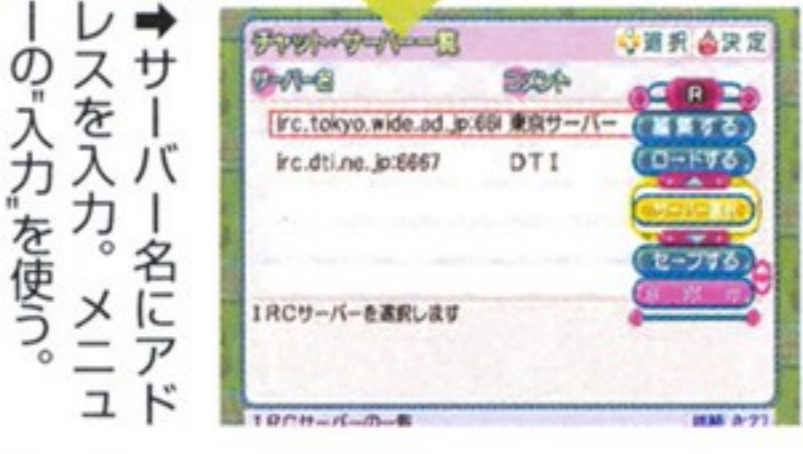 ➡サーバー名にアド
レスを入力。メニュ
ーの"入力"を使う。
チャット・サーバー一覧
選択 決定
サーバー名 コメント
R
irc.tokyo.wide.ad.jp:66 東京サーバー
編集する
irc.dti.ne.jp:6667 DTI
ロードする
セーブする
IRCサーバーを選択します
IRCサーバーの一覧